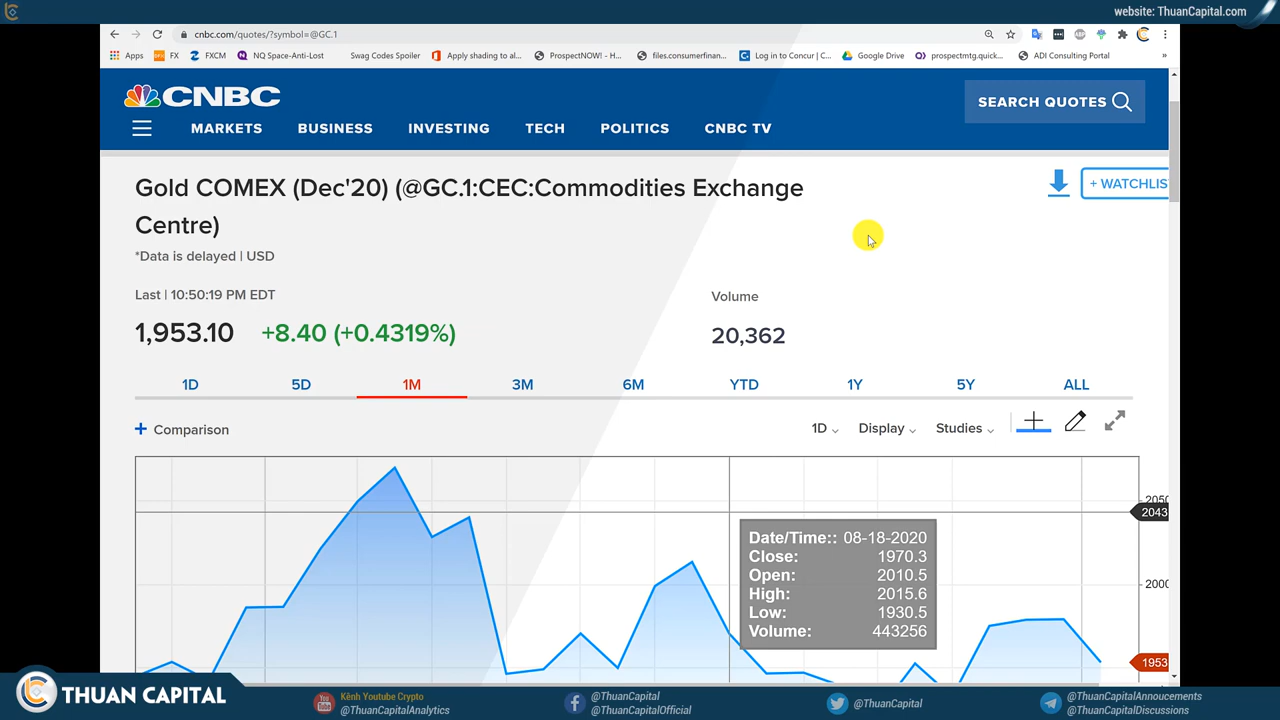 website: ThuanCapital.com
cnbc.com/quotes/?symbol=@GC.1
Apps
FX
FXCM
NQ Space-Anti-Lost
Swaq Codes Spoiler
Apply shading to al...
ProspectNOW! - H...
files.consumerfinan...
Log in to Concur | C...
Google Drive
prospectmtg.quick...
ADI Consulting Portal
»
CNBC
SEARCH QUOTES
MARKETS
BUSINESS
INVESTING
TECH
POLITICS
CNBC TV
Gold COMEX (Dec'20) (@GC.1:CEC:Commodities Exchange
Centre)
+ WATCHLIS
*Data is delayed | USD
Last | 10:50:19 PM EDT
Volume
1,953.10 +8.40 (+0.4319%)
20,362
1D
5D
1M
3M
6M
YTD
1Y
5Y
ALL
+ Comparison
1D
Display
Studies
2050
2043
Date/Time:: 08-18-2020
Close: 1970.3
Open: 2010.5
High: 2015.6
Low: 1930.5
Volume: 443256
2000
1953
THUAN CAPITAL
You Tube
Kênh Youtube Crypto
@ThuanCapitalAnalytics
@ThuanCapital
@ThuanCapitalOfficial
@ThuanCapital
@ThuanCapitalAnnoucements
@ThuanCapitalDiscussions